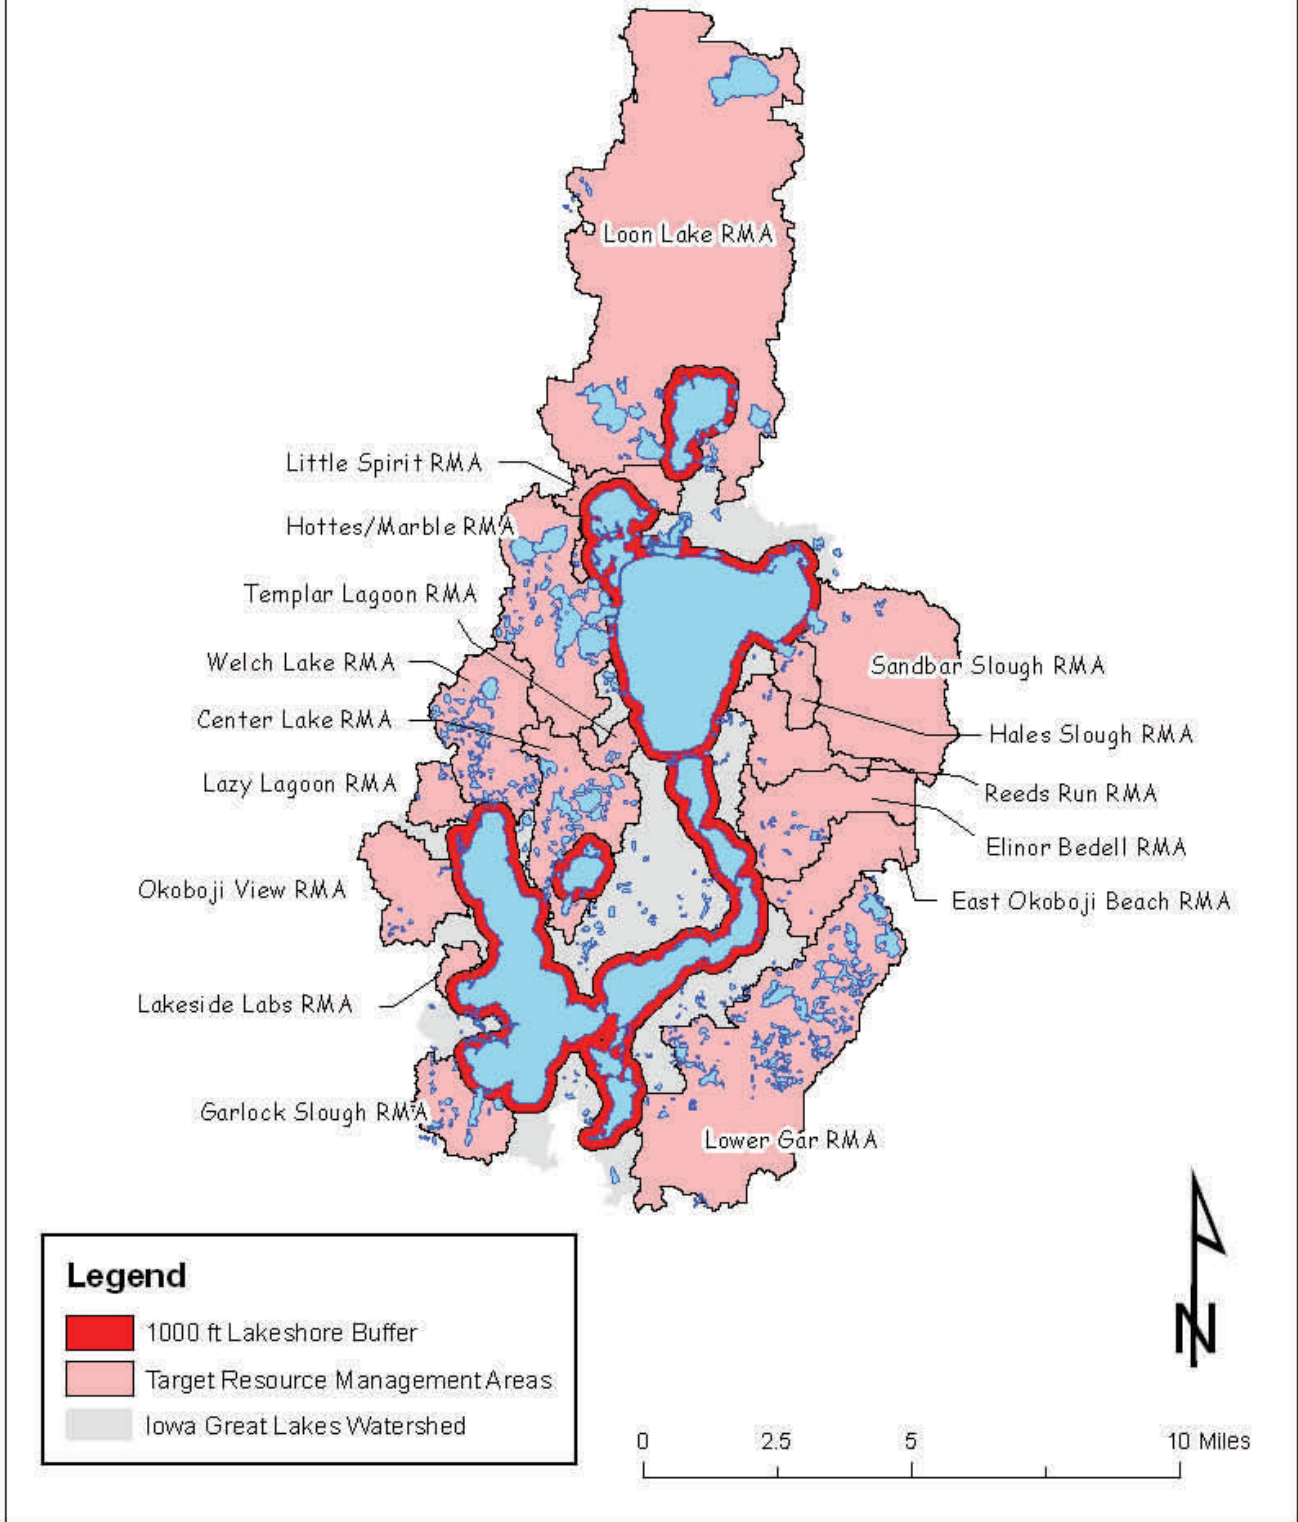 Loon Lake RMA
Little Spirit RMA
Hottes/Marble RMA
Templar Lagoon RMA
Welch Lake RMA
Sandbar Slough RMA
Center Lake RMA
Hales Slough RMA
Lazy Lagoon RMA
Reeds Run RMA
Elinor Bedell RMA
Okoboji View RMA
East Okoboji Beach RMA
Lakeside Labs RMA
Garlock Slough RMA
Lower Gar RMA
Legend
1000 ft Lakeshore Buffer
Target Resource Management Areas
Iowa Great Lakes Watershed
N
0 2.5 5 10 Miles